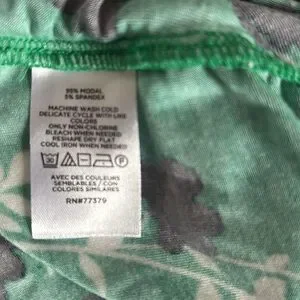 95% MODAL
5% SPANDEX
MACHINE WASH COLD
DELICATE CYCLE WITH LIKE
COLORS
ONLY NON-CHLORINE
BLEACH WHEN NEEDED
RESHAPE DRY FLAT
COOL IRON WHEN NEEDED
AVEC DES COULEURS
SEMBLABLES / CON
COLORES SIMILARES
RN#77379